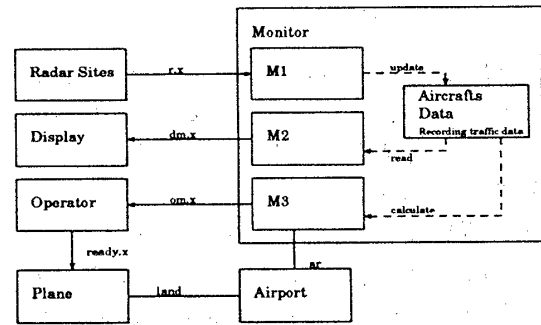 Monitor
Radar Sites
r.x
M1
update
Aircrafts
Data
Recording traffic data
Display
dm.x
M2
read
Operator
om.x
M3
calculate
ready.x
ar
Plane
land
Airport